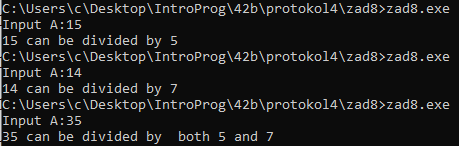 C:\Users\c\Desktop\IntroProg\42b\protokol4\zad8>zad8.exe
Input A:15
15 can be divided by 5
C:\Users\c\Desktop\IntroProg\42b\protokol4\zad8>zad8.exe
Input A:14
14 can be divided by 7
C:\Users\c\Desktop\IntroProg\42b\protokol4\zad8>zad8.exe
Input A:35
35 can be divided by  both 5 and 7